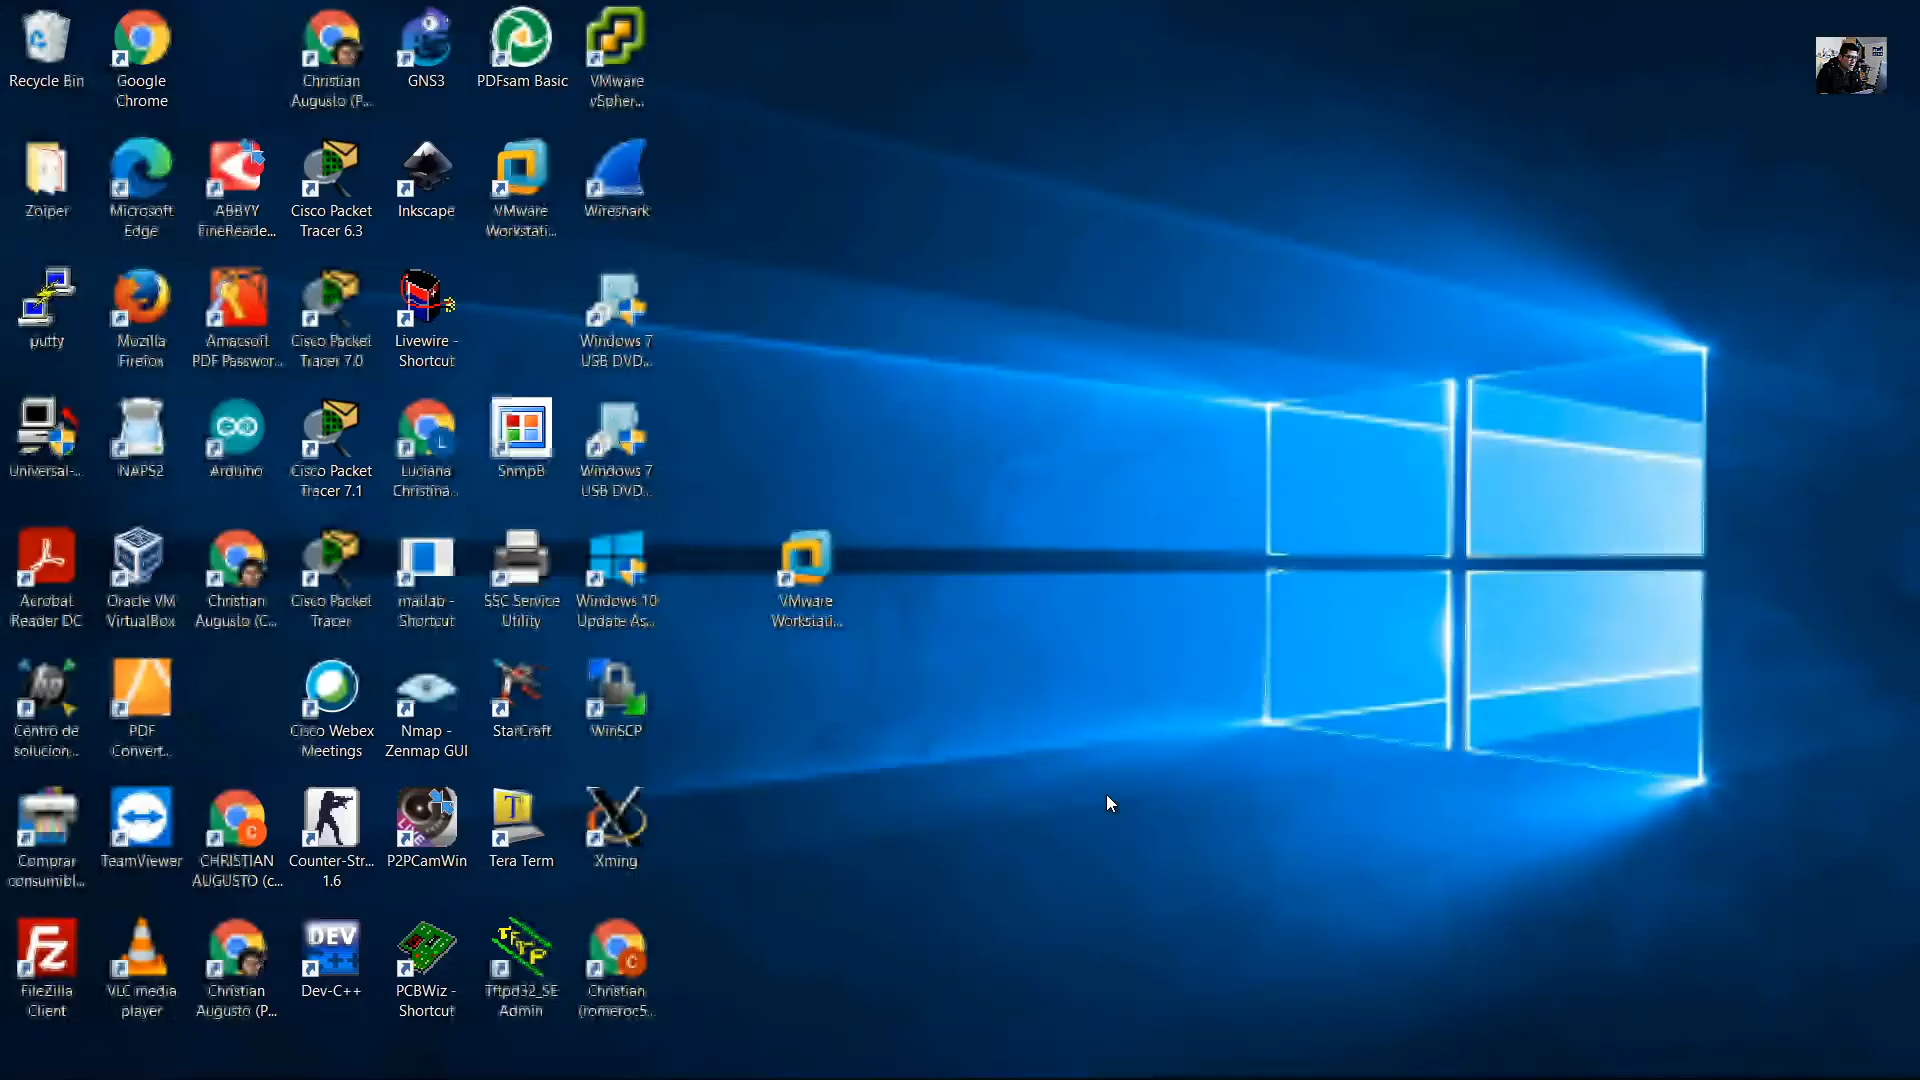 Recycle Bin
Google
Chrome
Christian
Augusto (P...
GNS3
PDFsam Basic
VMware
vSpher...
Zoiper
Microsoft
Edge
ABBYY
FineReade...
Cisco Packet
Tracer 6.3
Inkscape
VMware
Workstati...
Wireshark
putty
Mozilla
Firefox
Amacsoft
PDF Passwor...
Cisco Packet
Tracer 7.0
Livewire -
Shortcut
Windows 7
USB DVD...
Universal-...
NAPS2
Arduino
Cisco Packet
Tracer 7.1
Luciana
Christina...
SnmpB
Windows 7
USB DVD...
Acrobat
Reader DC
Oracle VM
VirtualBox
Christian
Augusto (C...
Cisco Packet
Tracer
matlab -
Shortcut
SSC Service
Utility
Windows 10
Update As...
VMware
Workstati...
Centro de
solucion...
PDF
Convert...
Cisco Webex
Meetings
Nmap -
Zenmap GUI
StarCraft
WinSCP
Comprar
consumibl...
TeamViewer
CHRISTIAN
AUGUSTO (c...
Counter-Str...
1.6
P2PCamWin
Tera Term
Xming
FileZilla
Client
VLC media
player
Christian
Augusto (P...
DEV
Dev-C++
PCBWiz -
Shortcut
Tftpd32_SE
Admin
Christian
(romeroc5...